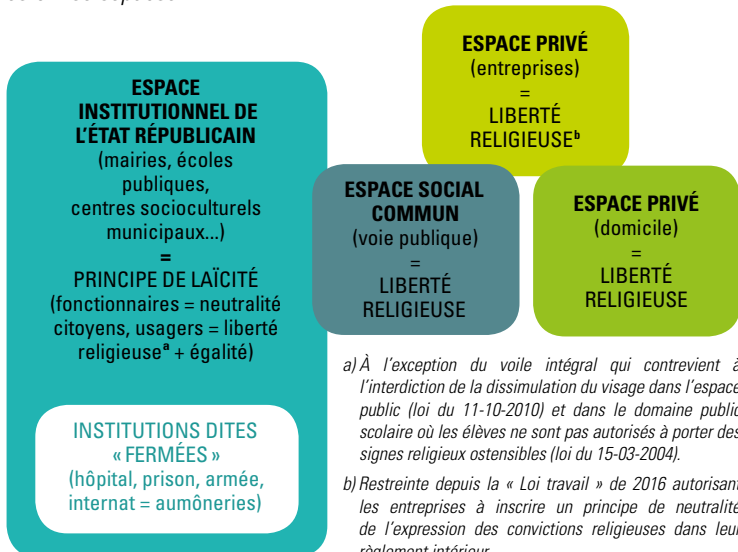 ESPACE
INSTITUTIONNEL DE
L'ÉTAT RÉPUBLICAIN
(mairies, écoles
publiques,
centres socioculturels
municipaux...)
=
PRINCIPE DE LAÏCITÉ
(fonctionnaires = neutralité
citoyens, usagers = liberté
religieuseª + égalité)
INSTITUTIONS DITES
« FERMÉES »
(hôpital, prison, armée,
internat = aumôneries)
ESPACE PRIVÉ
(entreprises)
=
LIBERTÉ
RELIGIEUSEᵇ
ESPACE SOCIAL
COMMUN
(voie publique)
=
LIBERTÉ
RELIGIEUSE
ESPACE PRIVÉ
(domicile)
=
LIBERTÉ
RELIGIEUSE
a) À l'exception du voile intégral qui contrevient à
l'interdiction de la dissimulation du visage dans l'espace
public (loi du 11-10-2010) et dans le domaine public
scolaire où les élèves ne sont pas autorisés à porter des
signes religieux ostensibles (loi du 15-03-2004).
b) Restreinte depuis la « Loi travail » de 2016 autorisant
les entreprises à inscrire un principe de neutralité
de l'expression des convictions religieuses dans leur
règlement intérieur